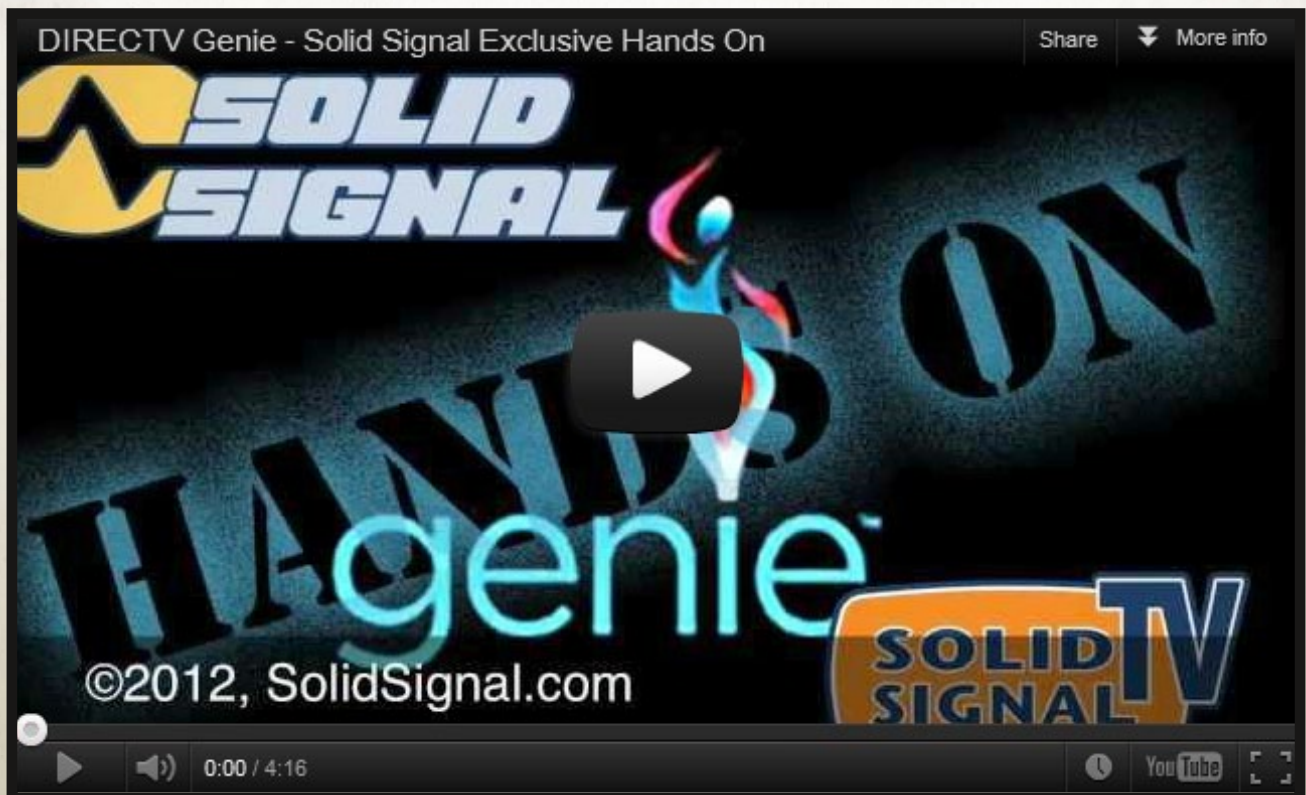 DIRECTV Genie - Solid Signal Exclusive Hands On
Share
More info
SOLID
SIGNAL
HANDS ON
genie
SOLID
SIGNAL
TV
©2012, SolidSignal.com
0:00 / 4:16
YouTube